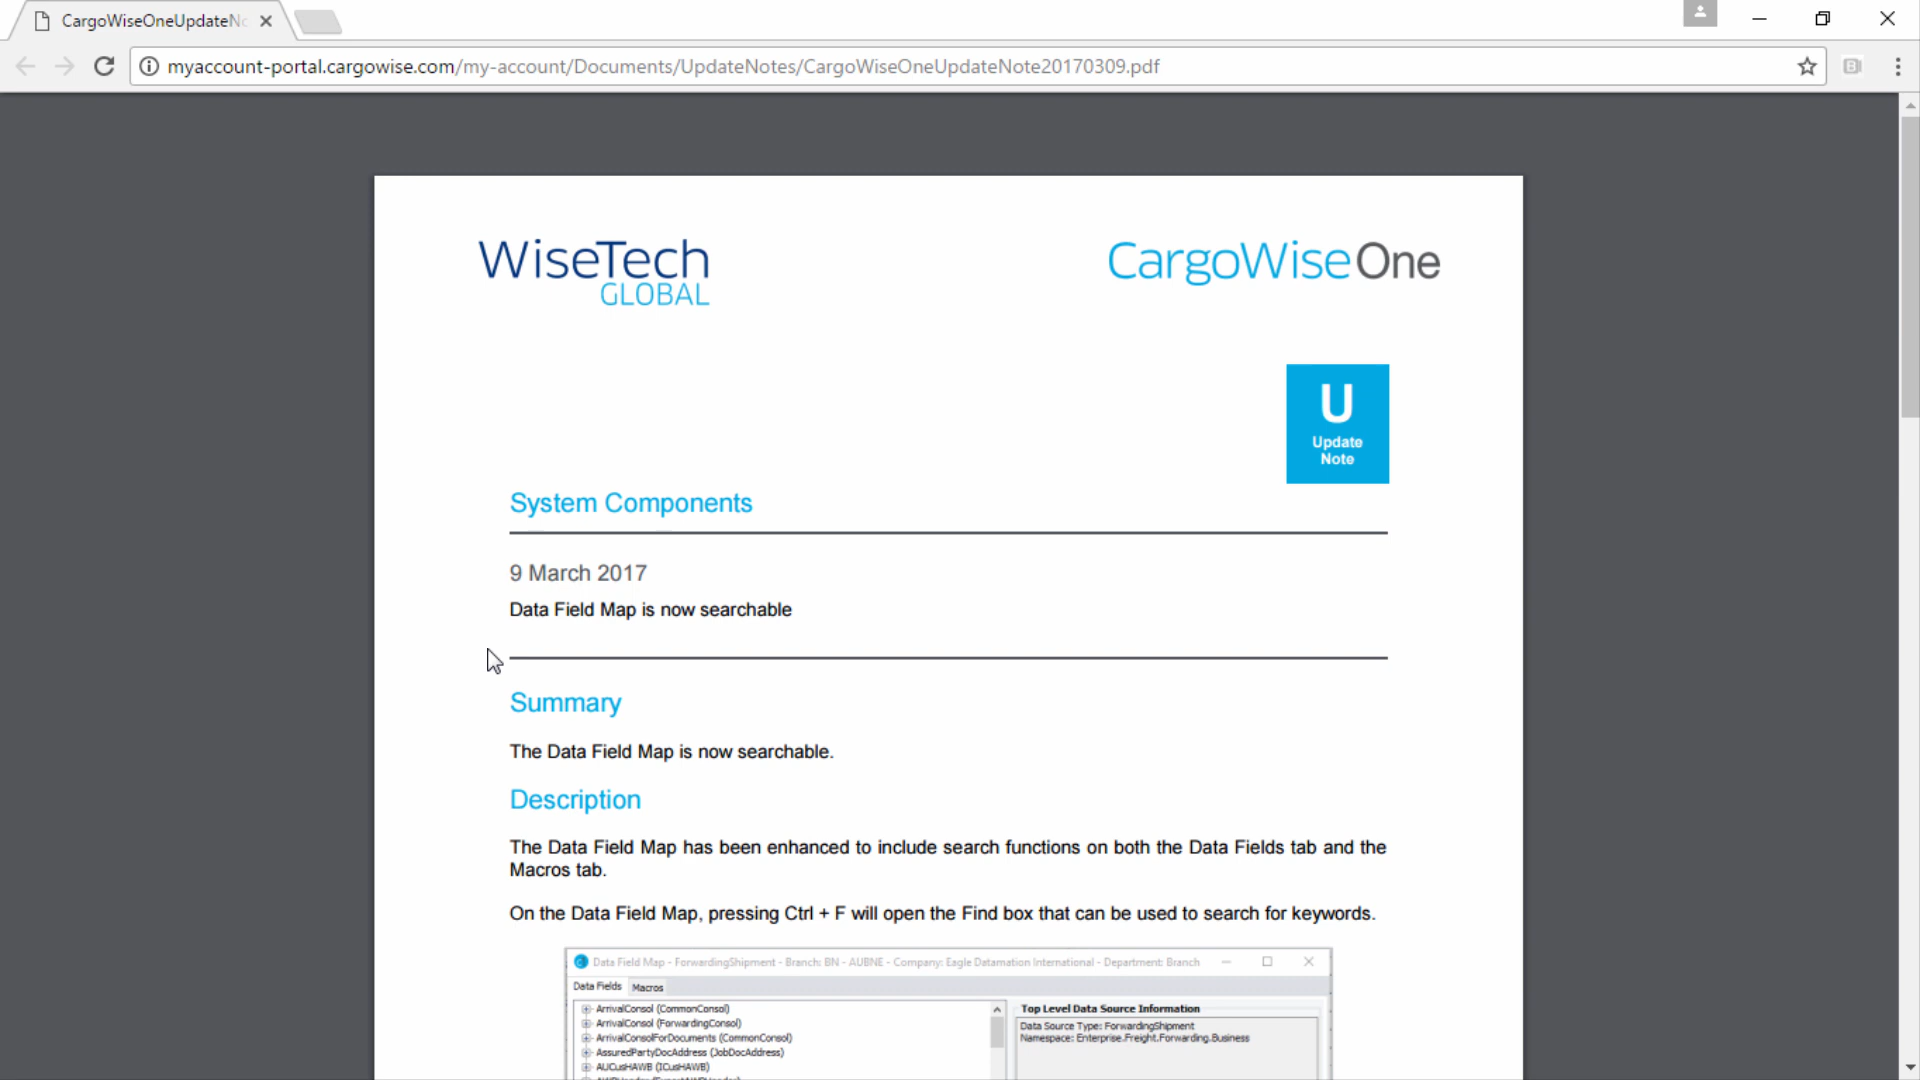 CargoWiseOneUpdateNo
myaccount-portal.cargowise.com/my-account/Documents/UpdateNotes/CargoWiseOneUpdateNote20170309.pdf
WiseTech
GLOBAL
CargoWiseOne
U
Update
Note
System Components
9 March 2017
Data Field Map is now searchable
Summary
The Data Field Map is now searchable.
Description
The Data Field Map has been enhanced to include search functions on both the Data Fields tab and the
Macros tab.
On the Data Field Map, pressing Ctrl + F will open the Find box that can be used to search for keywords.
Data Field Map - ForwardingShipment - Branch: BN - AUBNE - Company: Eagle Datamation International - Department: Branch
Data Fields Macros
ArrivalConsol (CommonConsol)
ArrivalConsol (ForwardingConsol)
ArrivalConsolForDocuments (CommonConsol)
AssuredPartyDocAddress (JobDocAddress)
AUCusHAWB (ICusHAWB)
Top Level Data Source Information
Data Source Type: ForwardingShipment
Namespace: Enterprise.Freight.Forwarding.Business